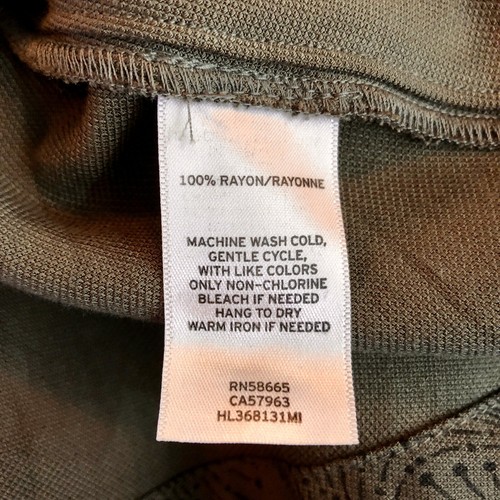 100% RAYON/RAYONNE
MACHINE WASH COLD,
GENTLE CYCLE,
WITH LIKE COLORS
ONLY NON-CHLORINE
BLEACH IF NEEDED
HANG TO DRY
WARM IRON IF NEEDED
RN58665
CA57963
HL368131MI